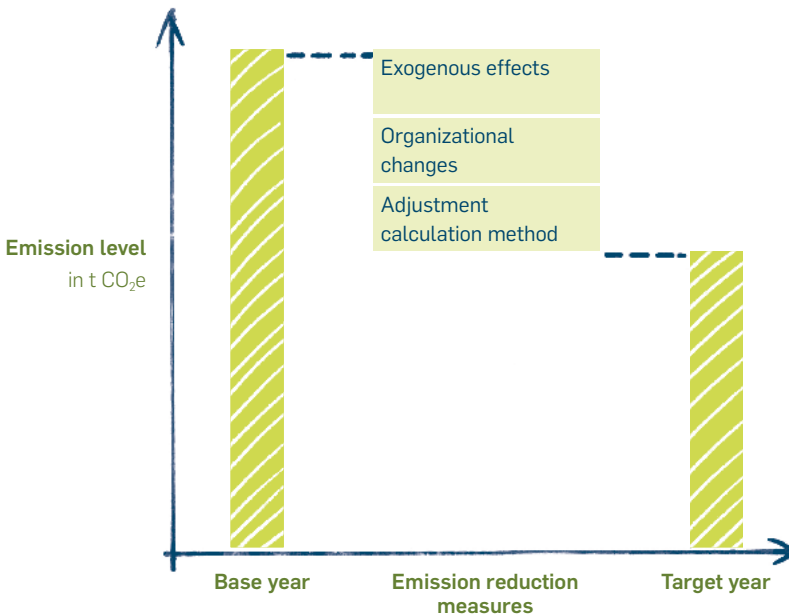 Exogenous effects
Organizational
changes
Adjustment
calculation method
Emission level
in t CO₂e
Base year
Emission reduction
measures
Target year